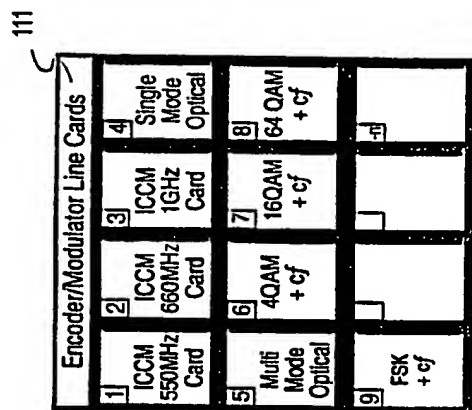 111
Encoder/Modulator Line Cards
1
ICCM
550MHz
Card
2
ICCM
660MHz
Card
3
ICCM
1GHz
Card
4
Single
Mode
Optical
5
Multi
Mode
Optical
6
4QAM
+ cf
7
16QAM
+ cf
8
64 QAM
+ cf
9
FSK
+ cf